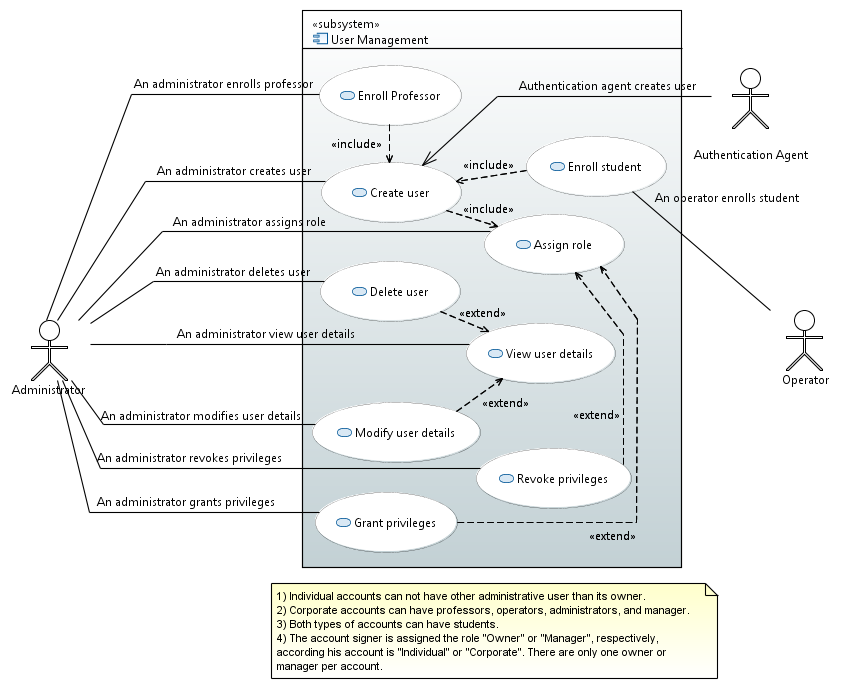 «subsystem»
User Management
An administrator enrolls professor
Enroll Professor
Authentication agent creates user
Authentication Agent
«include»
«include»
Enroll student
An administrator creates user
Create user
An operator enrolls student
«include»
An administrator assigns role
Assign role
An administrator deletes user
Delete user
«extend»
An administrator view user details
View user details
Administrator
Operator
«extend»
An administrator modifies user details
«extend»
Modify user details
An administrator revokes privileges
Revoke privileges
An administrator grants privileges
Grant privileges
«extend»
1) Individual accounts can not have other administrative user than its owner.
2) Corporate accounts can have professors, operators, administrators, and manager.
3) Both types of accounts can have students.
4) The account signer is assigned the role "Owner" or "Manager", respectively,
according his account is "Individual" or "Corporate". There are only one owner or
manager per account.